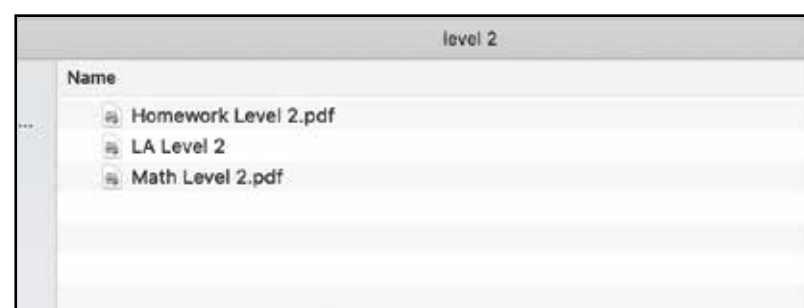 level 2
Name
...
Homework Level 2.pdf
LA Level 2
Math Level 2.pdf